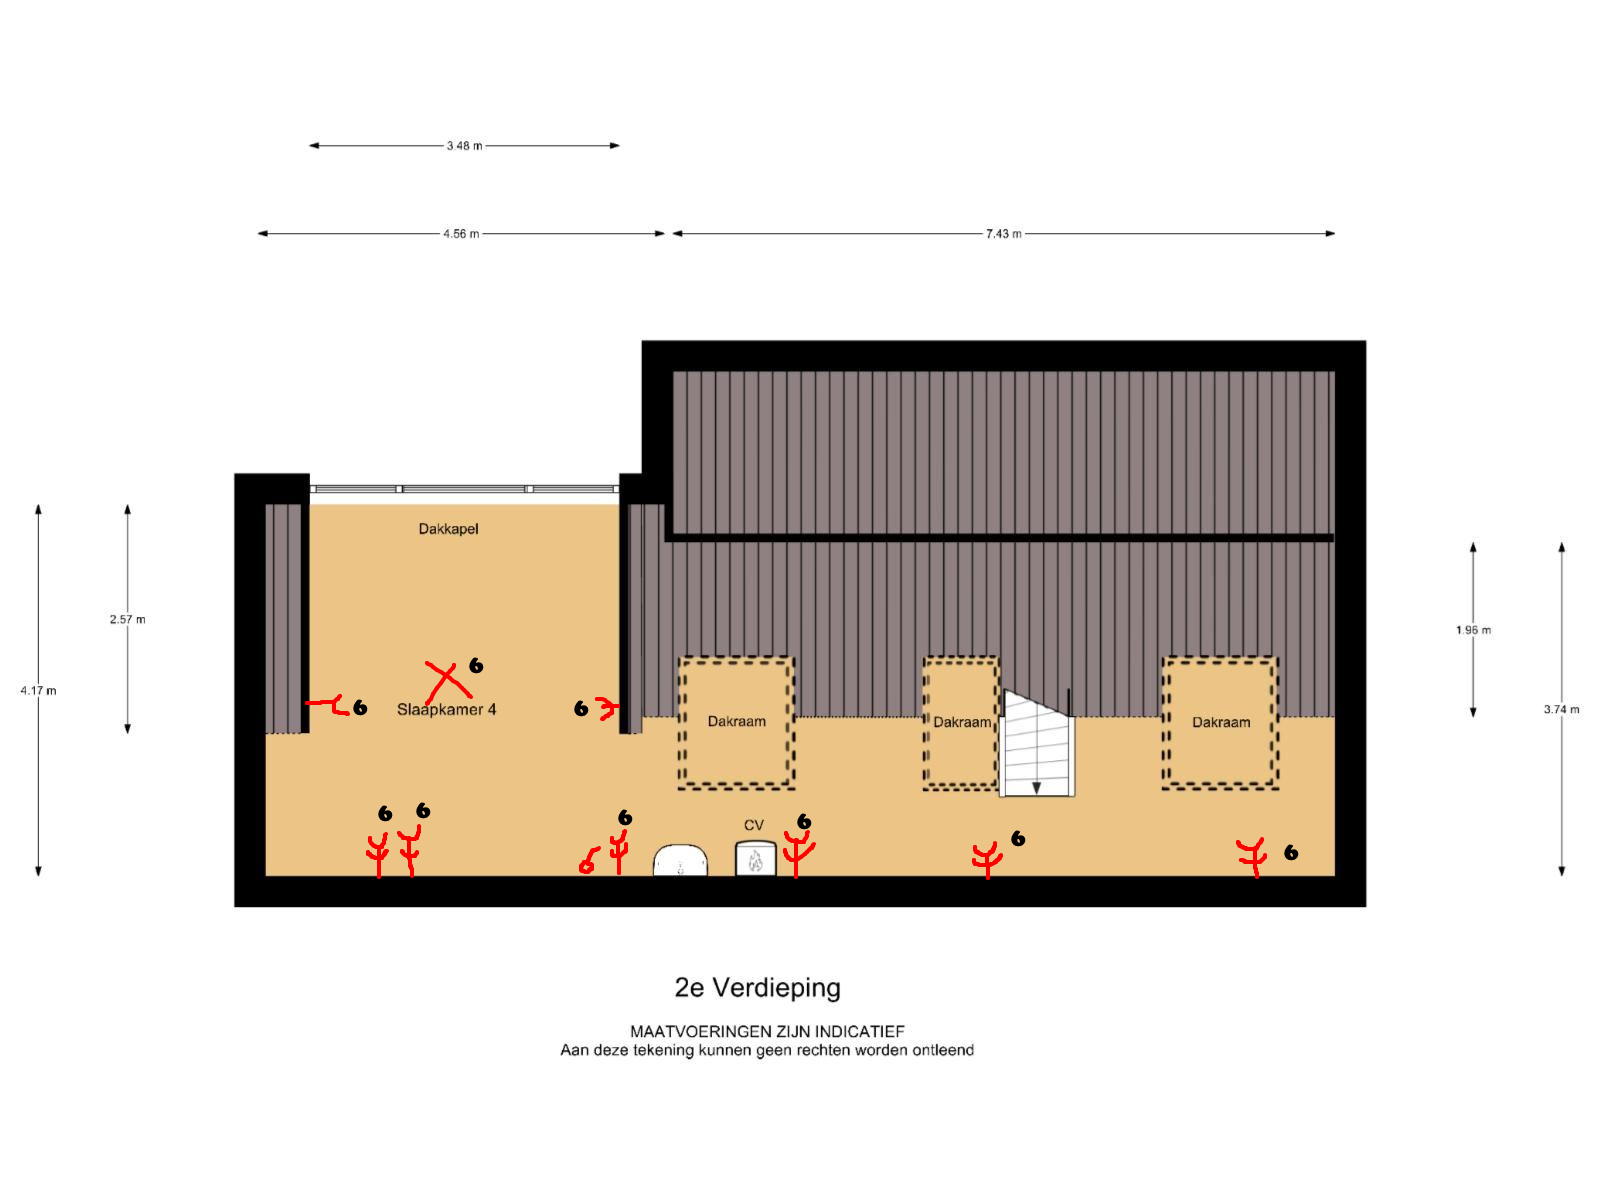 3.48 m
4.56 m
7.43 m
Dakkapel
2.57 m
1.96 m
4.17 m
6
6
Slaapkamer 4
6
3.74 m
Dakraam
Dakraam
Dakraam
6
6
6
CV
6
6
6
2e Verdieping
MAATVOERINGEN ZIJN INDICATIEF
Aan deze tekening kunnen geen rechten worden ontleend